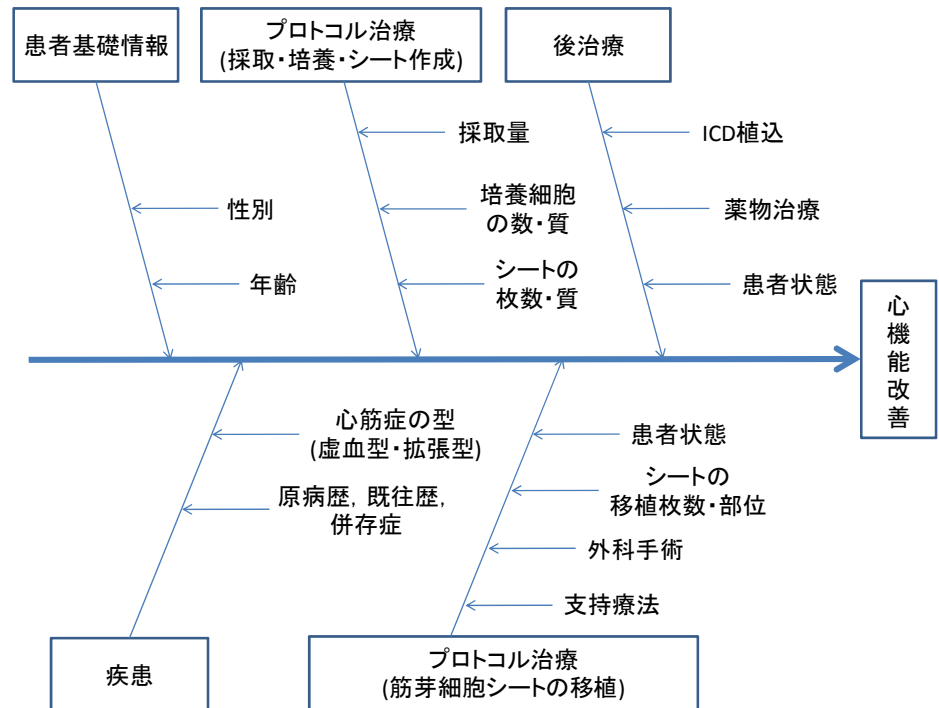 患者基礎情報
プロトコル治療
(採取・培養・シート作成)
後治療
採取量
ICD植込
性別
培養細胞
の数・質
薬物治療
年齢
シートの
枚数・質
患者状態
心機能改善
心筋症の型
(虚血型・拡張型)
患者状態
原病歴，既往歴，
併存症
シートの
移植枚数・部位
外科手術
支持療法
疾患
プロトコル治療
(筋芽細胞シートの移植)